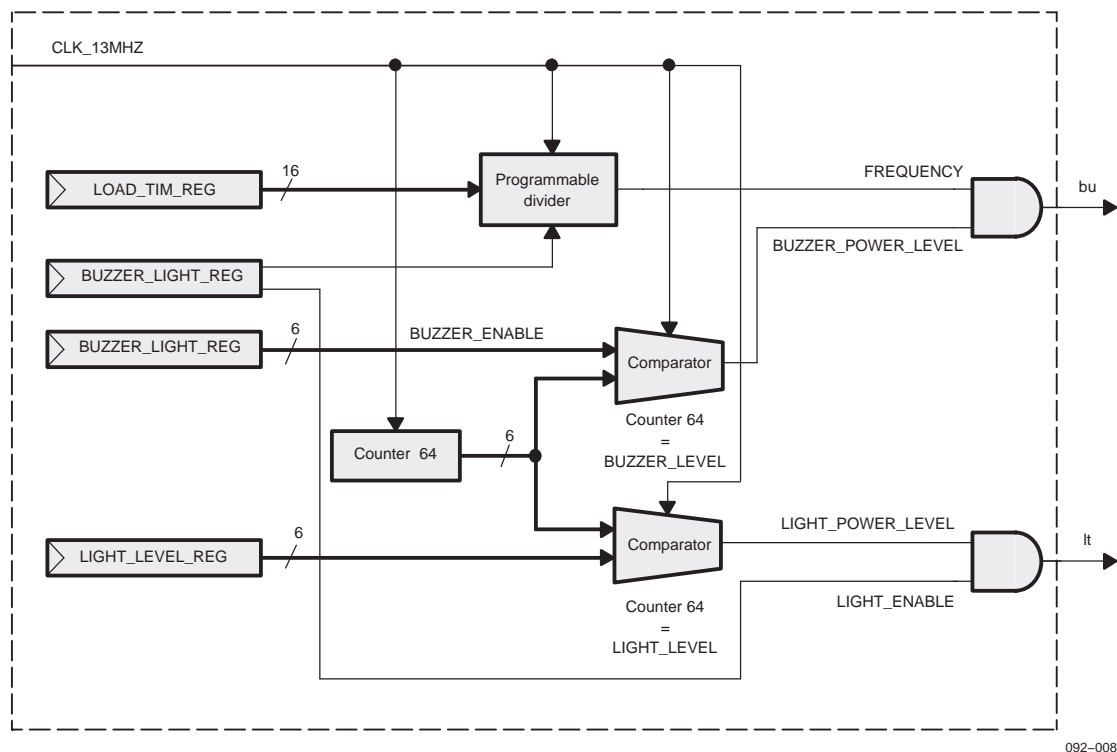 CLK_13MHZ
16
LOAD_TIM_REG
Programmable
divider
FREQUENCY
bu
BUZZER_POWER_LEVEL
BUZZER_LIGHT_REG
6
BUZZER_ENABLE
BUZZER_LIGHT_REG
Comparator
Counter 64
=
BUZZER_LEVEL
Counter 64
6
6
LIGHT_LEVEL_REG
Comparator
LIGHT_POWER_LEVEL
lt
LIGHT_ENABLE
Counter 64
=
LIGHT_LEVEL
092–008